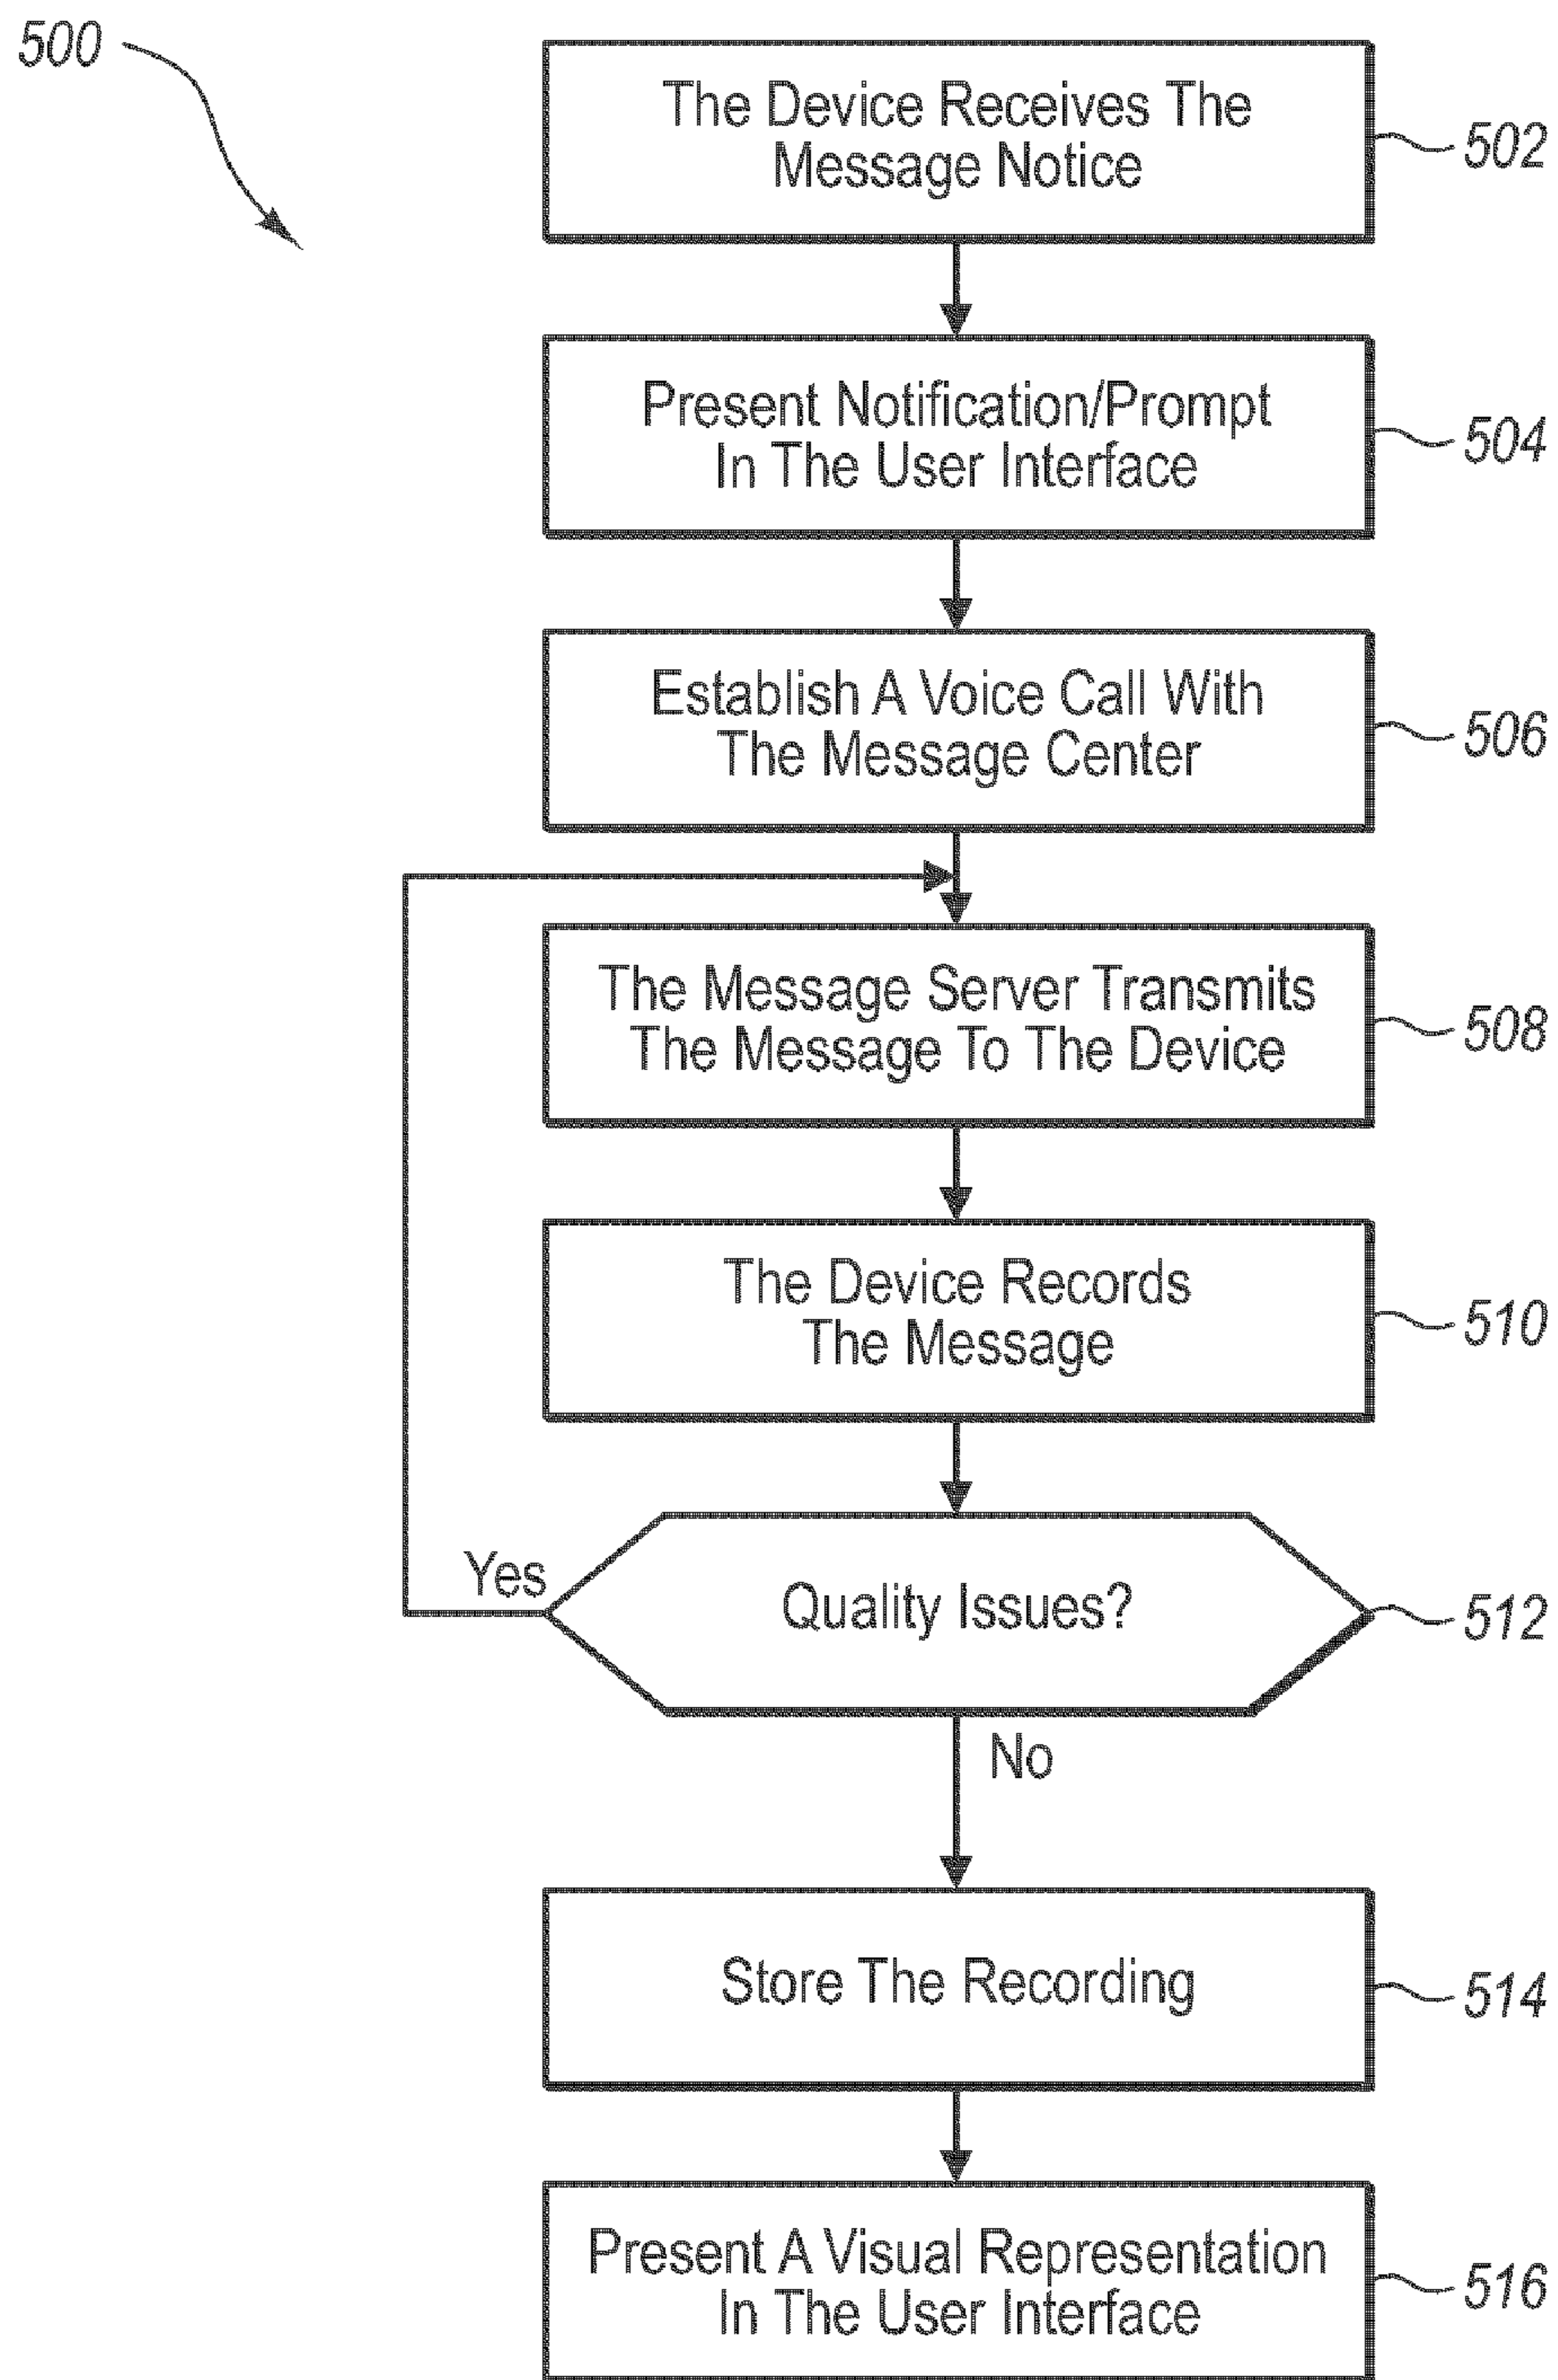 500
The Device Receives The
Message Notice
502
Present Notification/Prompt
In The User Interface
504
Establish A Voice Call With
The Message Center
506
The Message Server Transmits
The Message To The Device
508
The Device Records
The Message
510
Yes
Quality Issues?
512
No
Store The Recording
514
Present A Visual Representation
In The User Interface
516